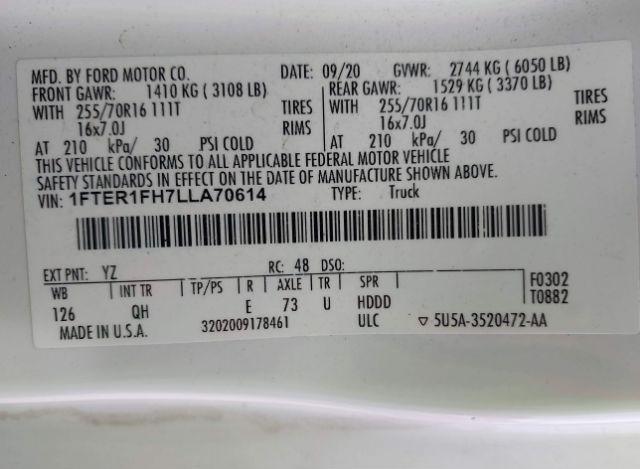 MFD. BY FORD MOTOR CO. DATE: 09/20 GVWR: 2744 KG ( 6050 LB)
FRONT GAWR: 1410 KG ( 3108 LB) REAR GAWR: 1529 KG ( 3370 LB)
WITH 255/70R16 111T TIRES WITH 255/70R16 111T TIRES
16x7.0J RIMS 16x7.0J RIMS
AT 210 kPa/ 30 PSI COLD AT 210 kPa/ 30 PSI COLD
THIS VEHICLE CONFORMS TO ALL APPLICABLE FEDERAL MOTOR VEHICLE
SAFETY STANDARDS IN EFFECT ON THE DATE OF MANUFACTURE SHOWN ABOVE.
VIN: 1FTER1FH7LLA70614 TYPE: Truck
EXT PNT: YZ RC: 48 DSO: F0302
WB INT TR TP/PS R AXLE TR SPR T0882
126 QH E 73 U HDDD
MADE IN U.S.A. 3202009178461 ULC ▽ 5U5A-3520472-AA